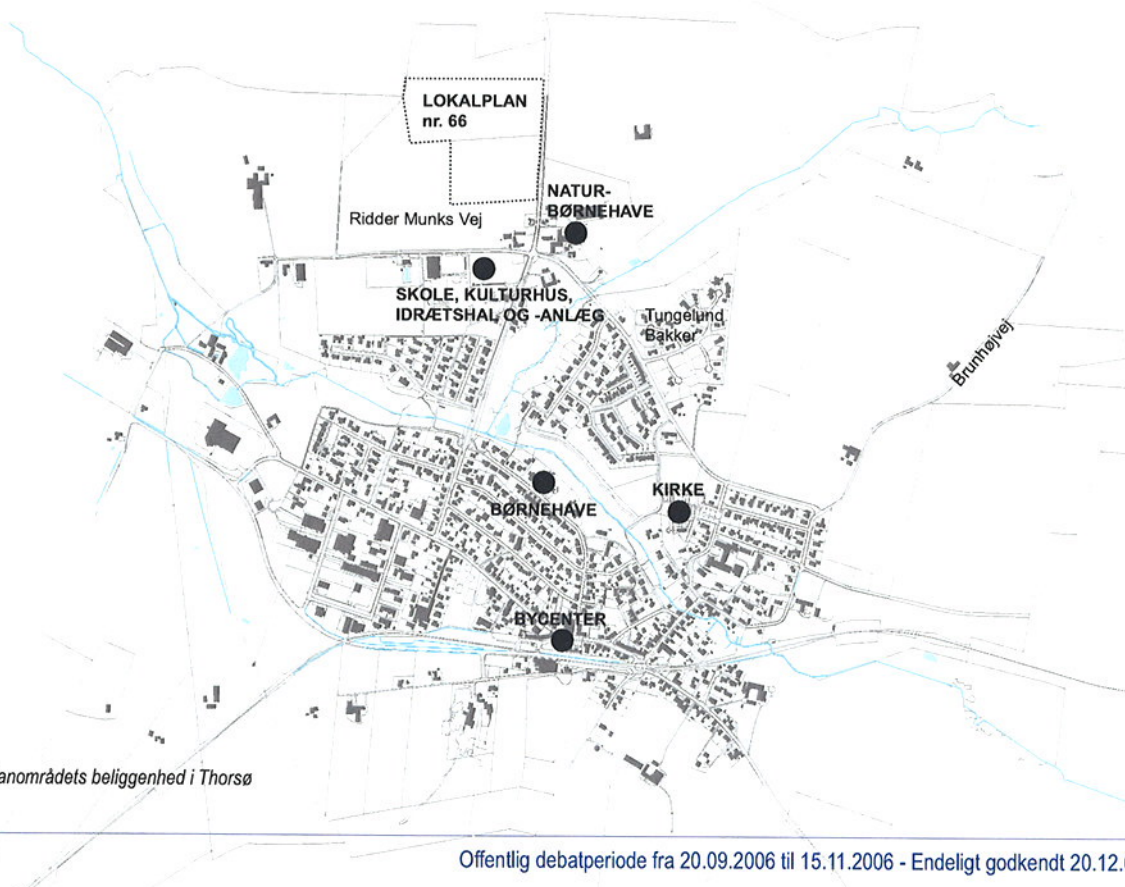 LOKALPLAN
nr. 66
NATUR-
BØRNEHAVE
Ridder Munks Vej
SKOLE, KULTURHUS,
IDRÆTSHAL OG -ANLÆG
Tungelund
Bakker
Brunhøjvej
BØRNEHAVE
KIRKE
BYCENTER
anområdets beliggenhed i Thorsø
Offentlig debatperiode fra 20.09.2006 til 15.11.2006 - Endeligt godkendt 20.12.